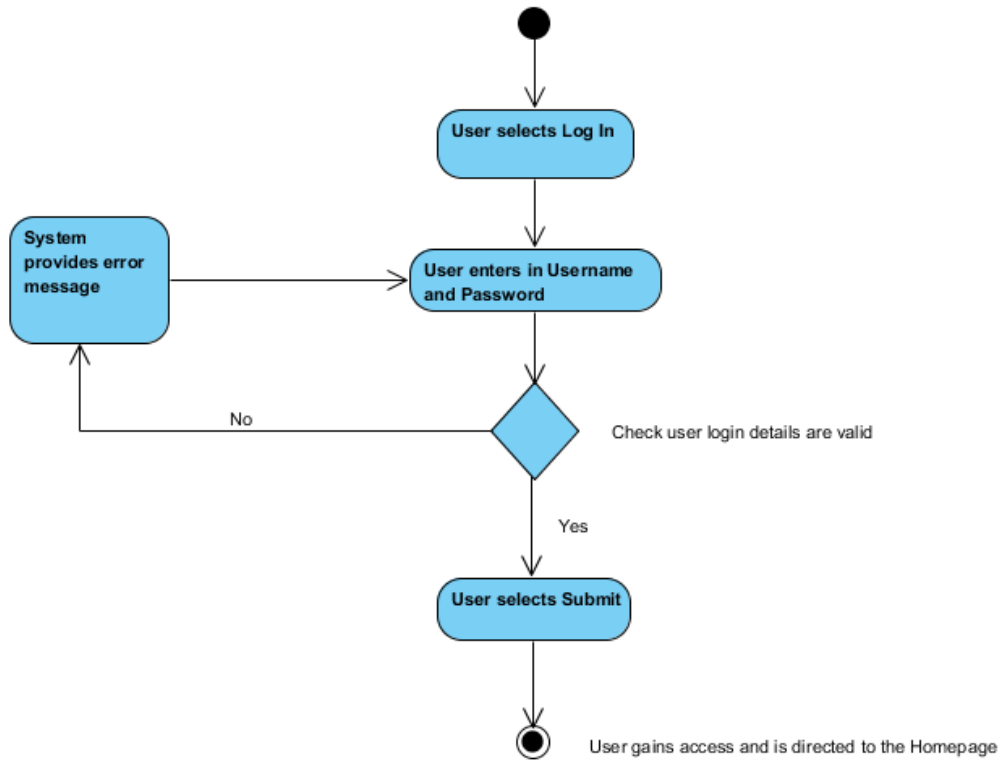 User selects Log In
System
provides error
message
User enters in Username
and Password
No
Check user login details are valid
Yes
User selects Submit
User gains access and is directed to the Homepage